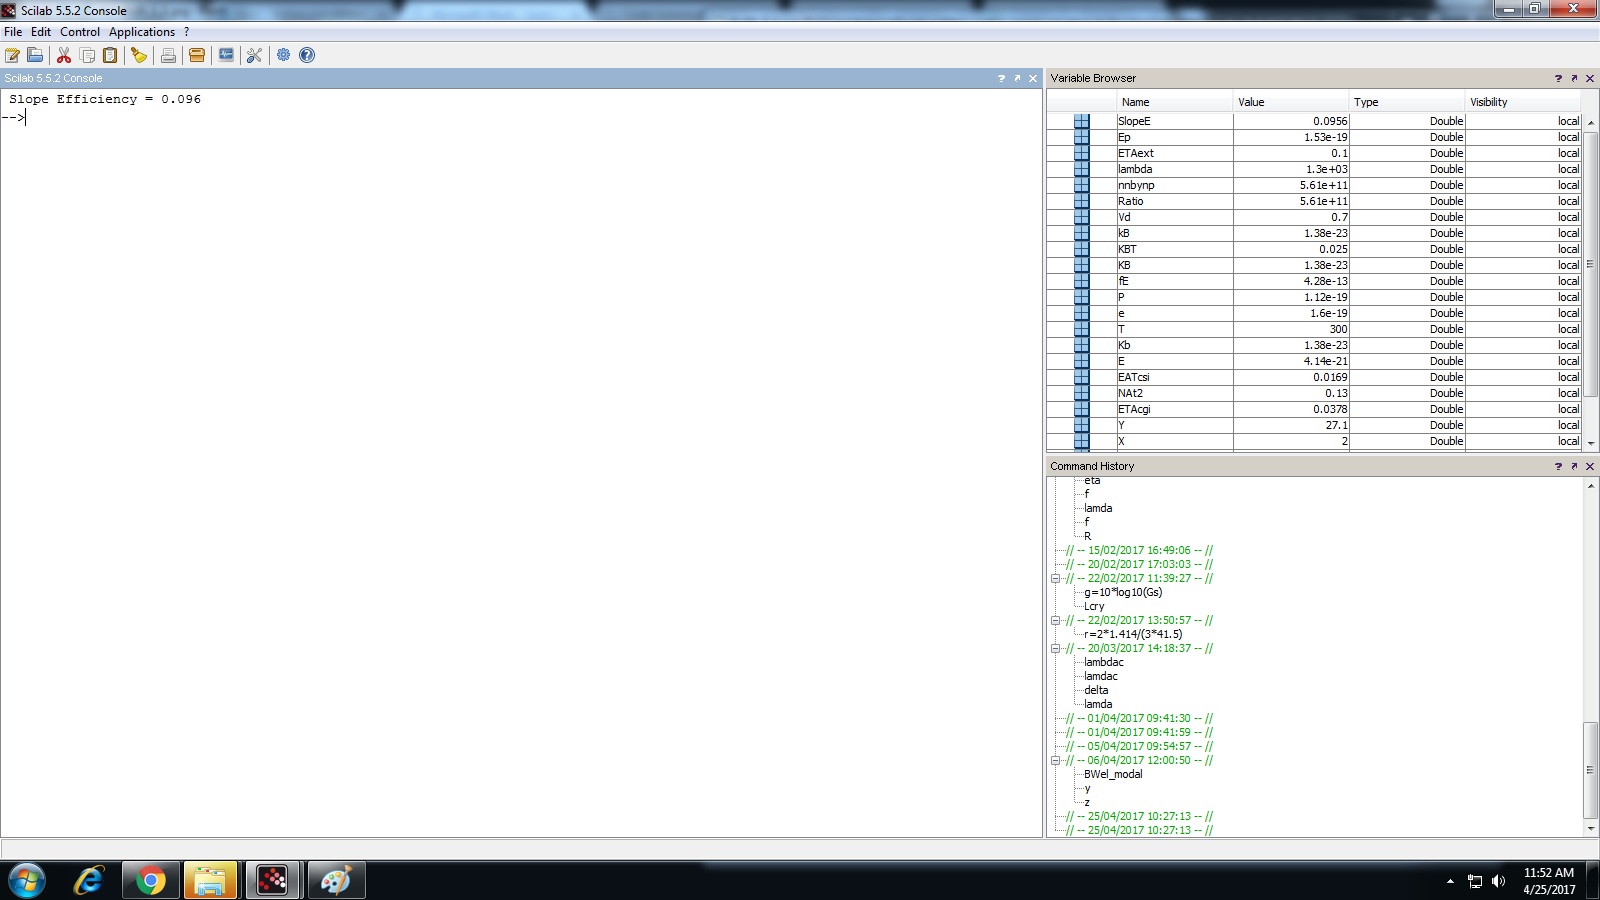 Scilab 5.5.2 Console
File Edit Control Applications ?
Scilab 5.5.2 Console
Slope Efficiency = 0.096
-->
Variable Browser
Name Value Type Visibility
SlopeE 0.0956 Double local
Ep 1.53e-19 Double local
ETAext 0.1 Double local
lambda 1.3e+03 Double local
nnbynp 5.61e+11 Double local
Ratio 5.61e+11 Double local
Vd 0.7 Double local
kB 1.38e-23 Double local
KBT 0.025 Double local
KB 1.38e-23 Double local
fE 4.28e-13 Double local
P 1.12e-19 Double local
e 1.6e-19 Double local
T 300 Double local
Kb 1.38e-23 Double local
E 4.14e-21 Double local
EATcsi 0.0169 Double local
NAt2 0.13 Double local
ETAcgi 0.0378 Double local
Y 27.1 Double local
X 2 Double local
Command History
eta
f
lamda
f
R
// -- 15/02/2017 16:49:06 -- //
// -- 20/02/2017 17:03:03 -- //
// -- 22/02/2017 11:39:27 -- //
g=10*log10(Gs)
Lcry
// -- 22/02/2017 13:50:57 -- //
r=2*1.414/(3*41.5)
// -- 20/03/2017 14:18:37 -- //
lambdac
lamdac
delta
lamda
// -- 01/04/2017 09:41:30 -- //
// -- 01/04/2017 09:41:59 -- //
// -- 05/04/2017 09:54:57 -- //
// -- 06/04/2017 12:00:50 -- //
BWel_modal
y
z
// -- 25/04/2017 10:27:13 -- //
// -- 25/04/2017 10:27:13 -- //
11:52 AM
4/25/2017